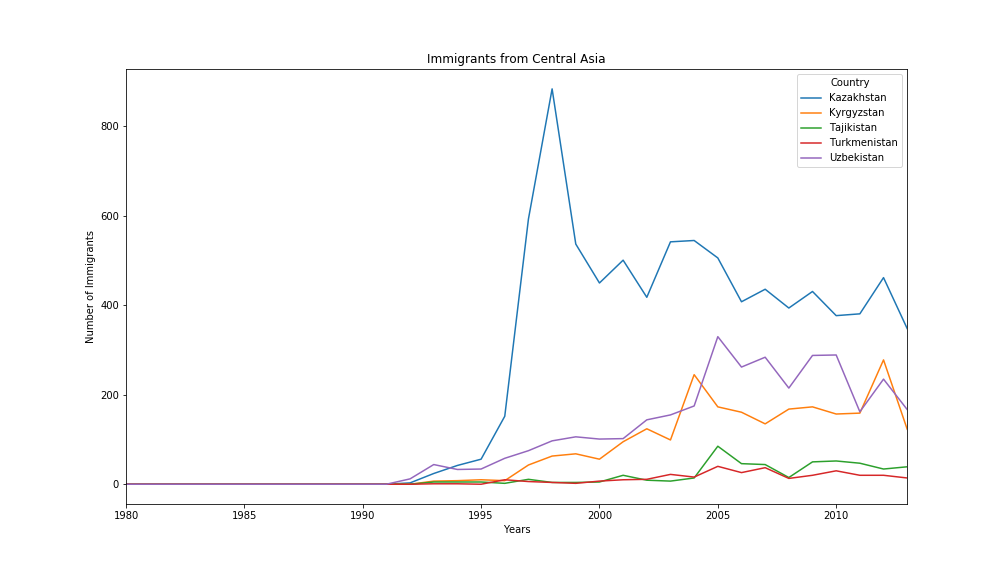 Immigrants from Central Asia
Country
Kazakhstan
Kyrgyzstan
Tajikistan
Turkmenistan
Uzbekistan
Number of Immigrants
800
600
400
200
0
1980 1985 1990 1995 2000 2005 2010
Years